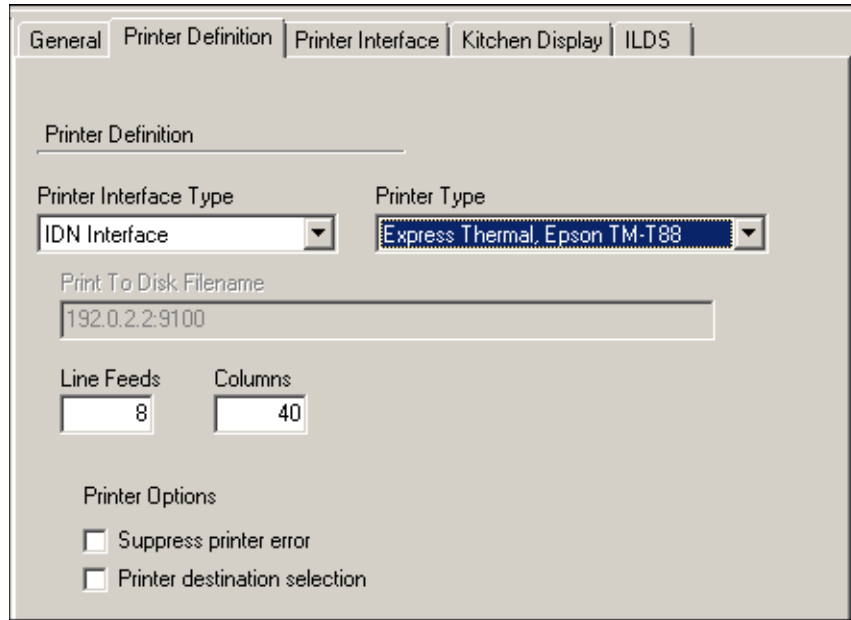 General Printer Definition Printer Interface Kitchen Display ILDS
Printer Definition
Printer Interface Type Printer Type
IDN Interface Express Thermal, Epson TM-T88
Print To Disk Filename
192.0.2.2:9100
Line Feeds Columns
8 40
Printer Options
Suppress printer error
Printer destination selection